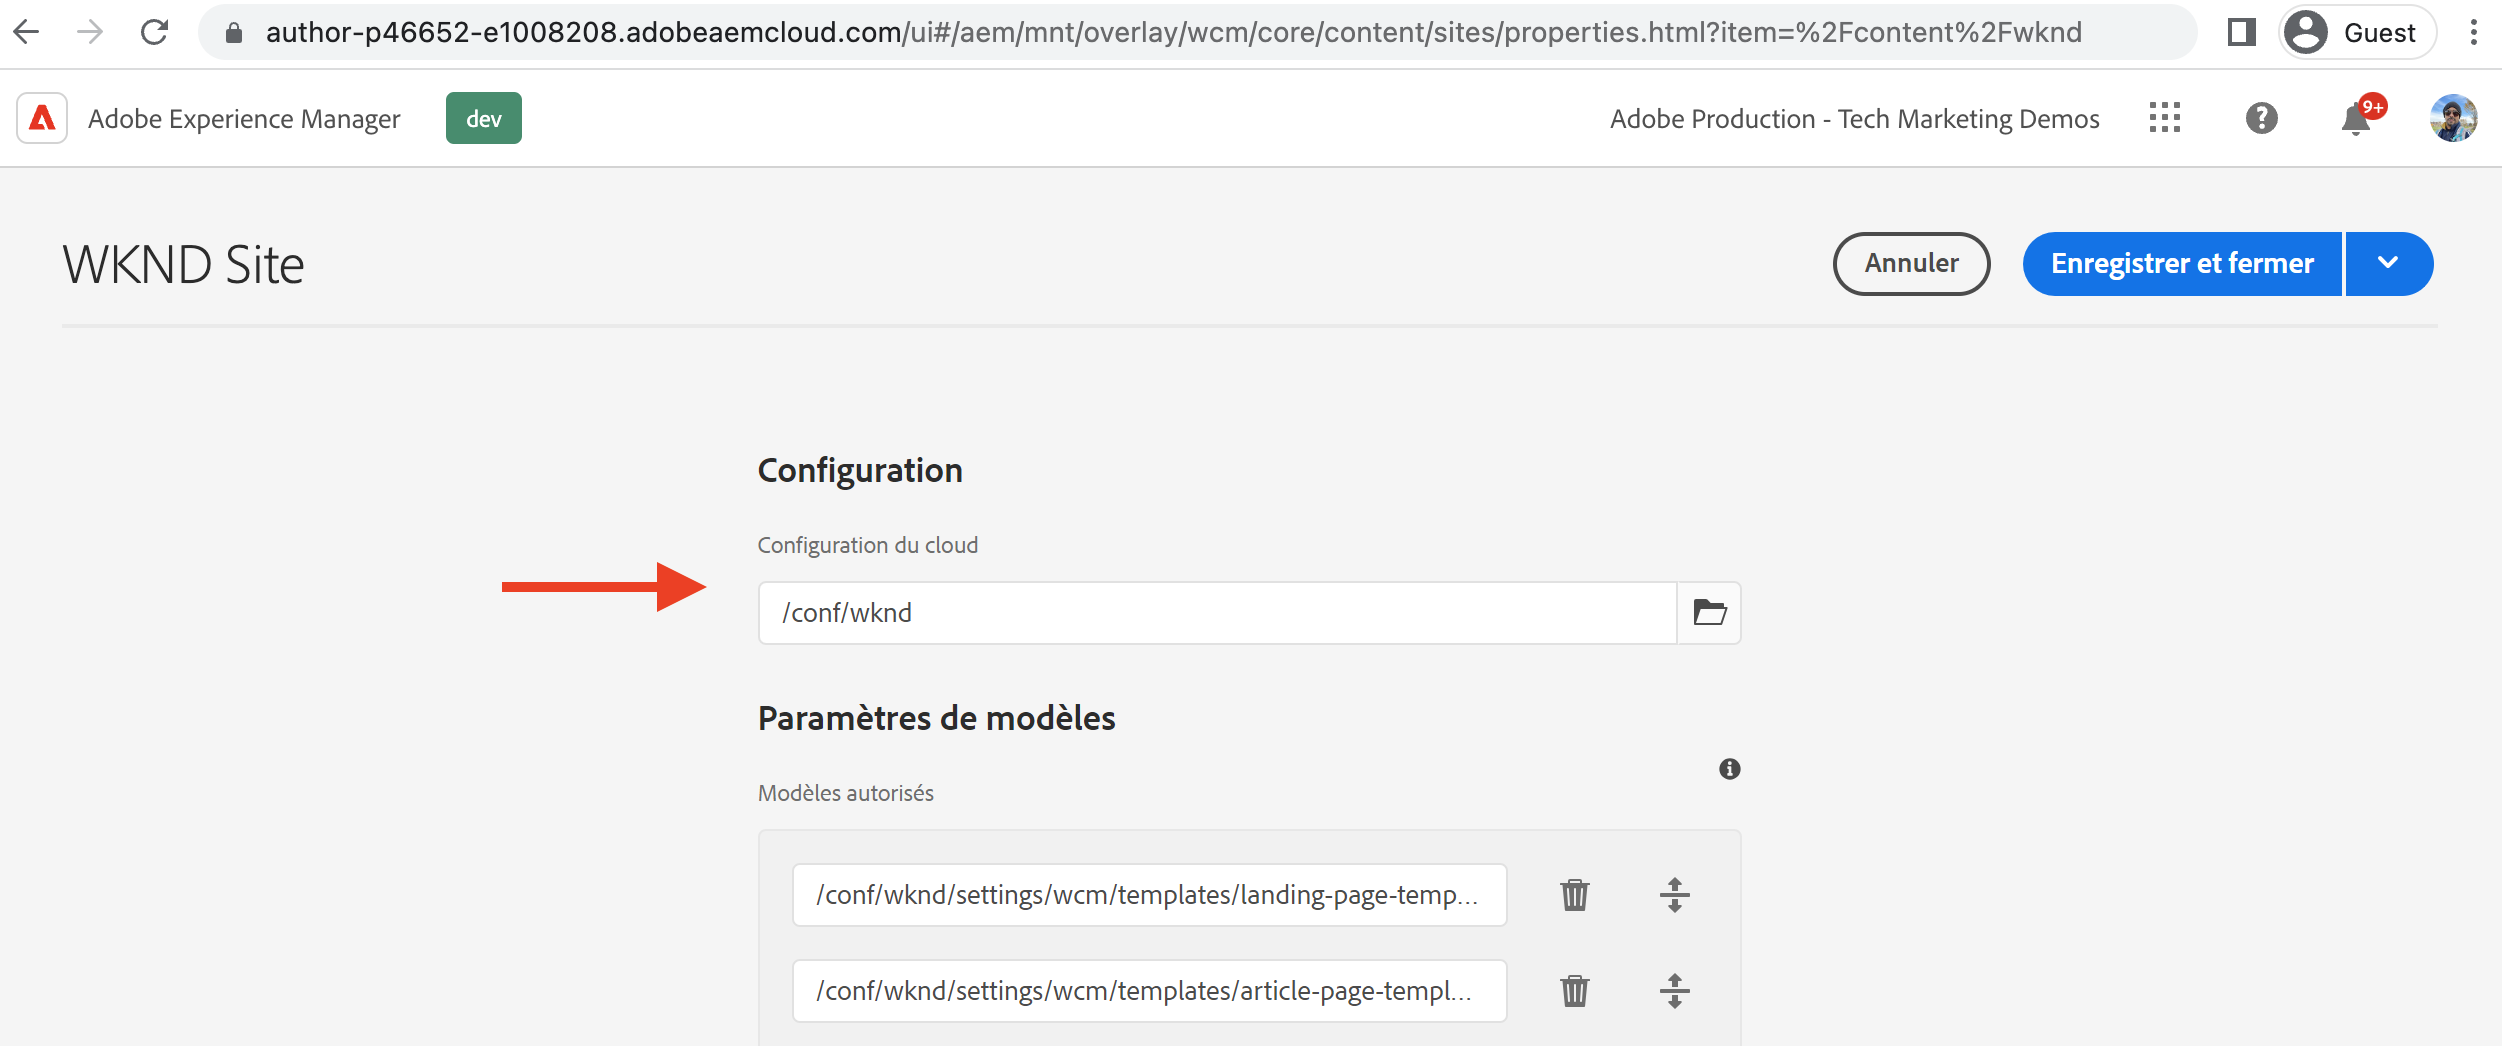 author-p46652-e1008208.adobeaemcloud.com/ui#/aem/mnt/overlay/wcm/core/content/sites/properties.html?item=%2Fcontent%2Fwknd
Guest
Adobe Experience Manager
dev
Adobe Production - Tech Marketing Demos
9+
WKND Site
Annuler
Enregistrer et fermer
Configuration
Configuration du cloud
/conf/wknd
Paramètres de modèles
Modèles autorisés
/conf/wknd/settings/wcm/templates/landing-page-temp...
/conf/wknd/settings/wcm/templates/article-page-templ...